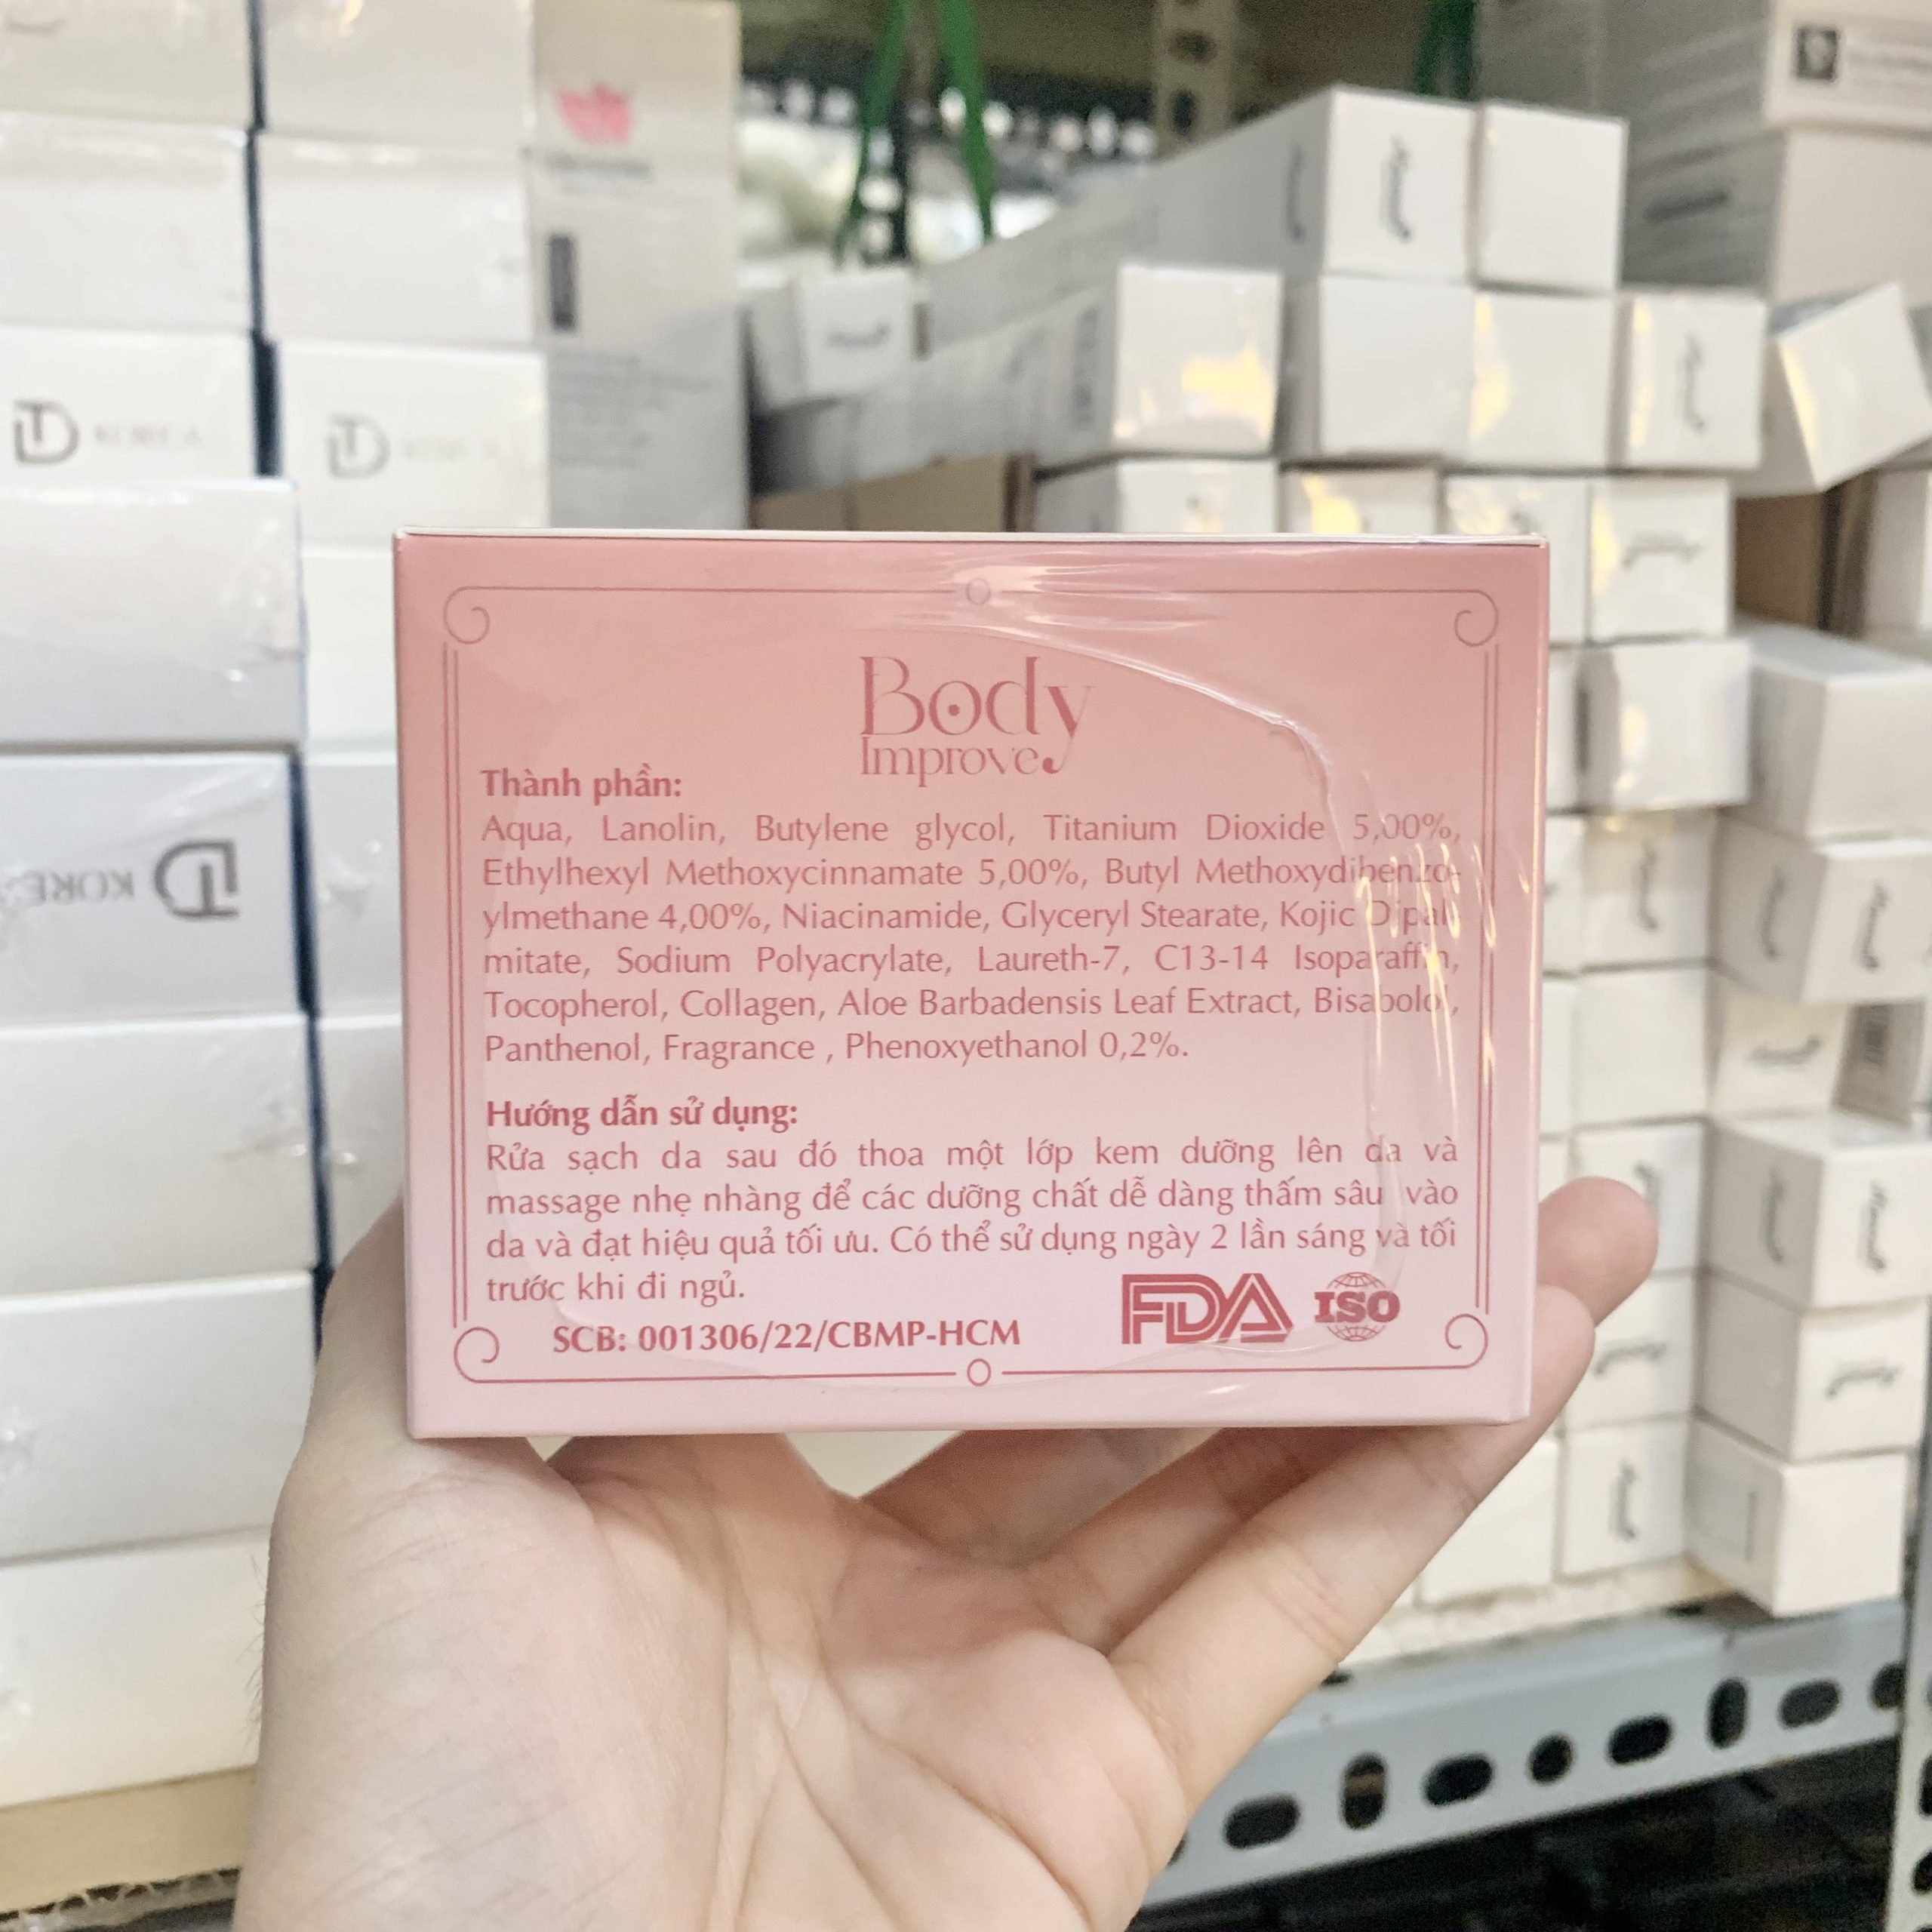 TD KOREA
TD
TD KORE
Body
Improve
Thành phần:
Aqua, Lanolin, Butylene glycol, Titanium Dioxide 5,00%,
Ethylhexyl Methoxycinnamate 5,00%, Butyl Methoxydibenzo-
ylmethane 4,00%, Niacinamide, Glyceryl Stearate, Kojic Dipal-
mitate, Sodium Polyacrylate, Laureth-7, C13-14 Isoparaffin,
Tocopherol, Collagen, Aloe Barbadensis Leaf Extract, Bisabolol,
Panthenol, Fragrance , Phenoxyethanol 0,2%.
Hướng dẫn sử dụng:
Rửa sạch da sau đó thoa một lớp kem dưỡng lên da và
massage nhẹ nhàng để các dưỡng chất dễ dàng thấm sâu vào
da và đạt hiệu quả tối ưu. Có thể sử dụng ngày 2 lần sáng và tối
trước khi đi ngủ.
SCB: 001306/22/CBMP-HCM
FDA ISO